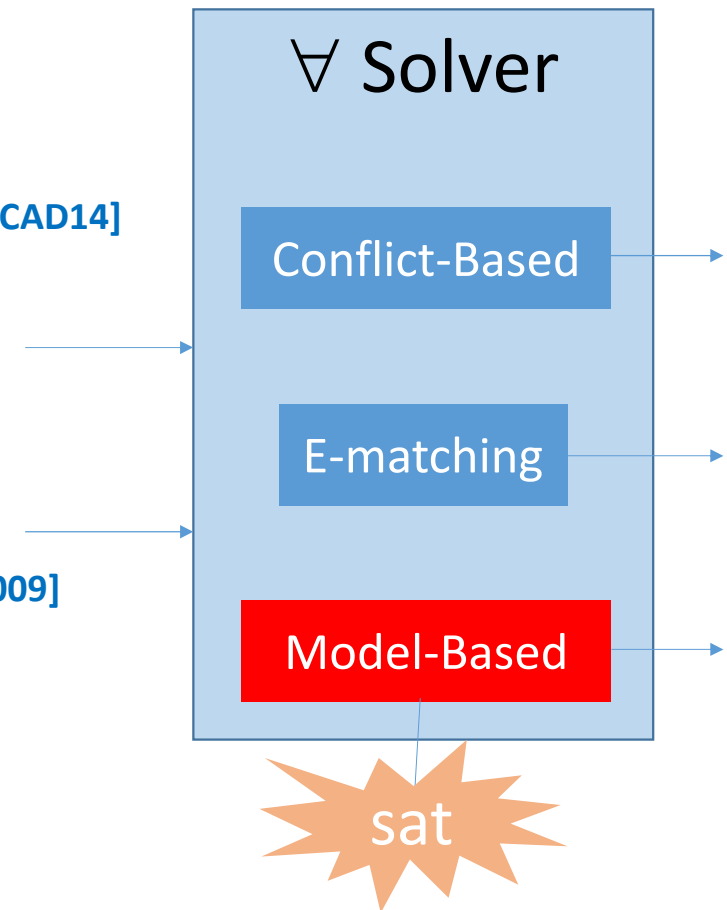 ∀ Solver
CAD14]
Conflict-Based
E-matching
009]
Model-Based
sat